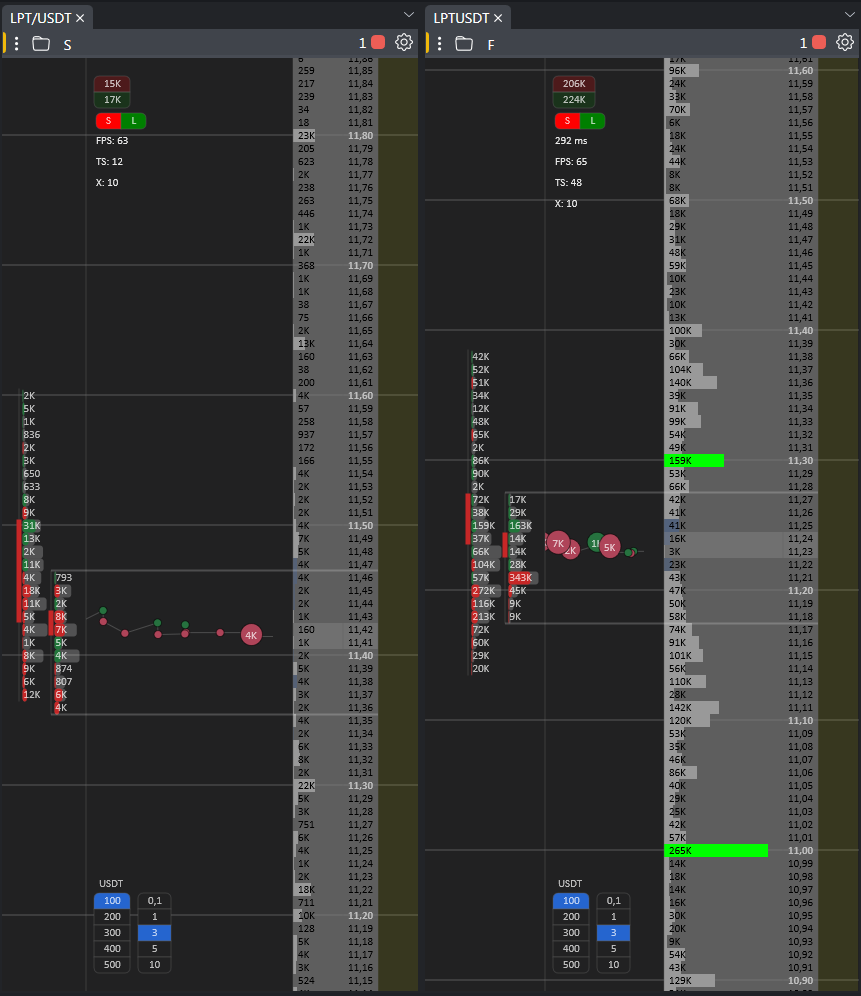 LPT/USDT ×
S
1
15K
17K
S L
FPS: 63
TS: 12
X: 10
2K
5K
1K
836
2K
3K
650
633
8K
9K
31K
13K
2K
11K
4K
18K
11K
5K
4K
1K
8K
9K
6K
12K
793
3K
2K
8K
7K
5K
4K
874
807
6K
4K
4K
259 11,85
217 11,84
239 11,83
34 11,82
18 11,81
23K 11,80
205 11,79
623 11,78
2K 11,77
238 11,76
263 11,75
446 11,74
1K 11,73
22K 11,72
1K 11,71
368 11,70
1K 11,69
1K 11,68
38 11,67
75 11,66
2K 11,65
13K 11,64
160 11,63
38 11,62
200 11,61
4K 11,60
57 11,59
258 11,58
937 11,57
172 11,56
166 11,55
4K 11,54
2K 11,53
2K 11,52
2K 11,51
4K 11,50
7K 11,49
5K 11,48
4K 11,47
4K 11,46
2K 11,45
2K 11,44
1K 11,43
160 11,42
1K 11,41
2K 11,40
5K 11,39
4K 11,38
3K 11,37
2K 11,36
4K 11,35
2K 11,34
6K 11,33
8K 11,32
2K 11,31
22K 11,30
5K 11,29
3K 11,28
751 11,27
6K 11,26
4K 11,25
1K 11,24
2K 11,23
18K 11,22
711 11,21
10K 11,20
128 11,19
5K 11,18
4K 11,17
3K 11,16
524 11,15
USDT
100 0,1
200 1
300 3
400 5
500 10
LPTUSDT ×
F
1
206K
224K
S L
292 ms
FPS: 65
TS: 48
X: 10
42K
52K
51K
34K
12K
48K
65K
2K
86K
90K
2K
72K
38K
159K
37K
66K
104K
57K
272K
116K
213K
72K
60K
29K
20K
17K
29K
163K
14K
14K
28K
343K
45K
9K
9K
7K
2K
5K
17K 11,61
96K 11,60
24K 11,59
33K 11,58
70K 11,57
6K 11,56
18K 11,55
24K 11,54
44K 11,53
8K 11,52
8K 11,51
68K 11,50
18K 11,49
29K 11,48
31K 11,47
48K 11,46
59K 11,45
10K 11,44
23K 11,43
10K 11,42
13K 11,41
100K 11,40
30K 11,39
66K 11,38
104K 11,37
140K 11,36
39K 11,35
91K 11,34
99K 11,33
54K 11,32
49K 11,31
159K 11,30
53K 11,29
66K 11,28
42K 11,27
41K 11,26
41K 11,25
16K 11,24
3K 11,23
23K 11,22
43K 11,21
47K 11,20
50K 11,19
58K 11,18
74K 11,17
91K 11,16
101K 11,15
56K 11,14
110K 11,13
28K 11,12
142K 11,11
120K 11,10
53K 11,09
35K 11,08
46K 11,07
86K 11,06
40K 11,05
29K 11,04
25K 11,03
42K 11,02
57K 11,01
265K 11,00
14K 10,99
18K 10,98
14K 10,97
16K 10,96
30K 10,95
20K 10,94
9K 10,93
54K 10,92
43K 10,91
129K 10,90
USDT
100 0,1
200 1
300 3
400 5
500 10